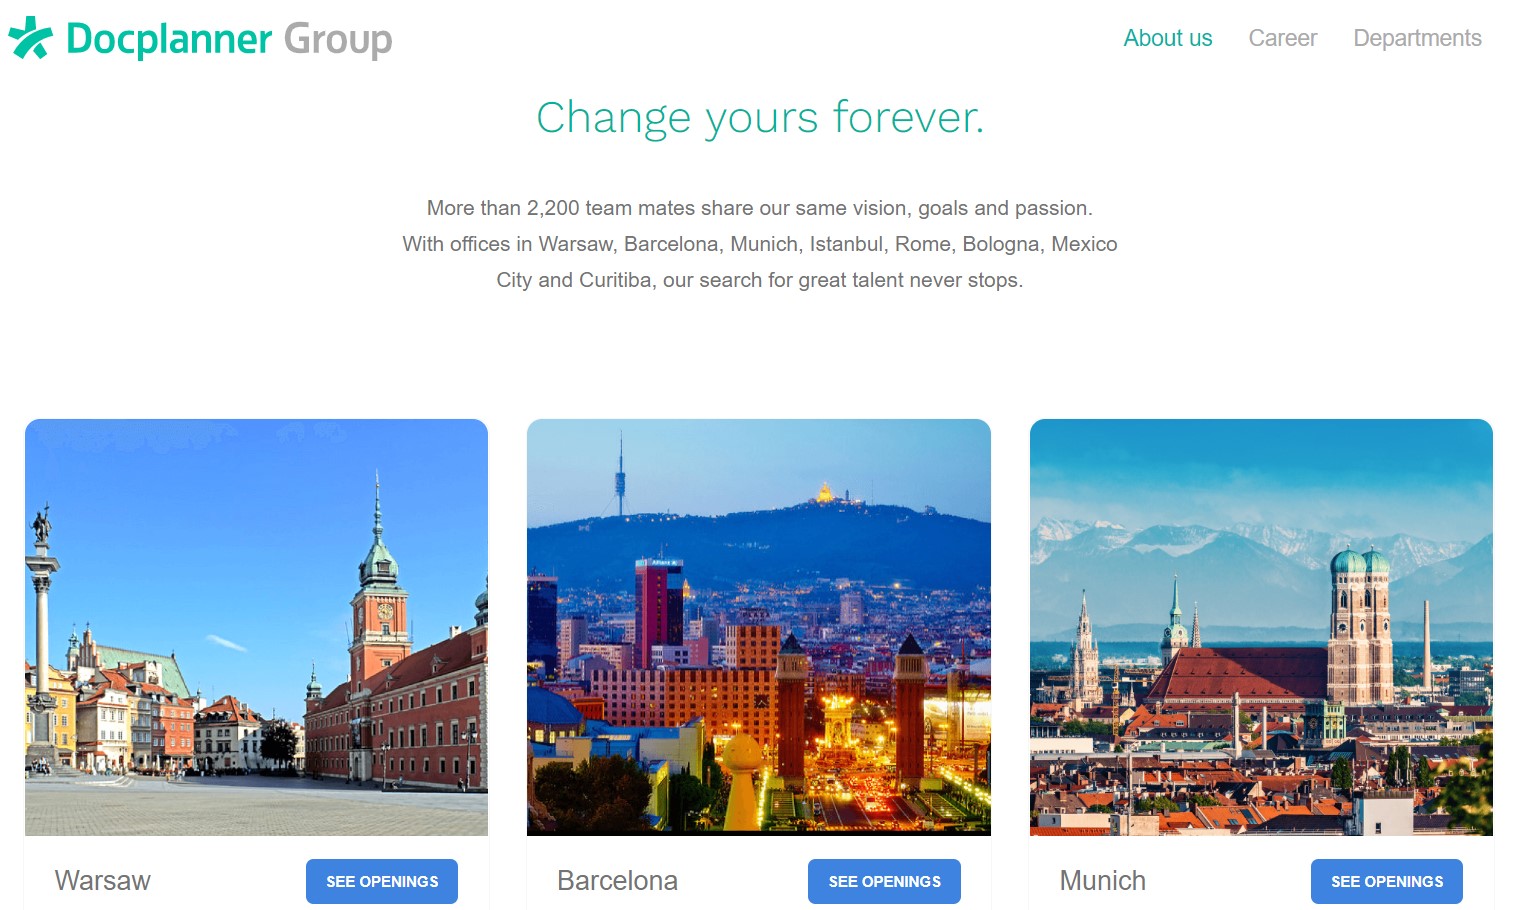 Docplanner Group
About us
Career
Departments
Change yours forever.
More than 2,200 team mates share our same vision, goals and passion.
With offices in Warsaw, Barcelona, Munich, Istanbul, Rome, Bologna, Mexico
City and Curitiba, our search for great talent never stops.
Allianz
PLAZA
Warsaw
SEE OPENINGS
Barcelona
SEE OPENINGS
Munich
SEE OPENINGS